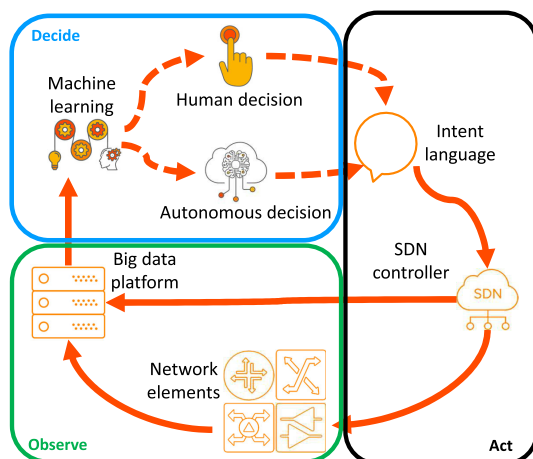 Decide
Machine
learning
Human decision
Autonomous decision
Intent
language
Big data
platform
SDN
controller
SDN
Network
elements
Observe
Act